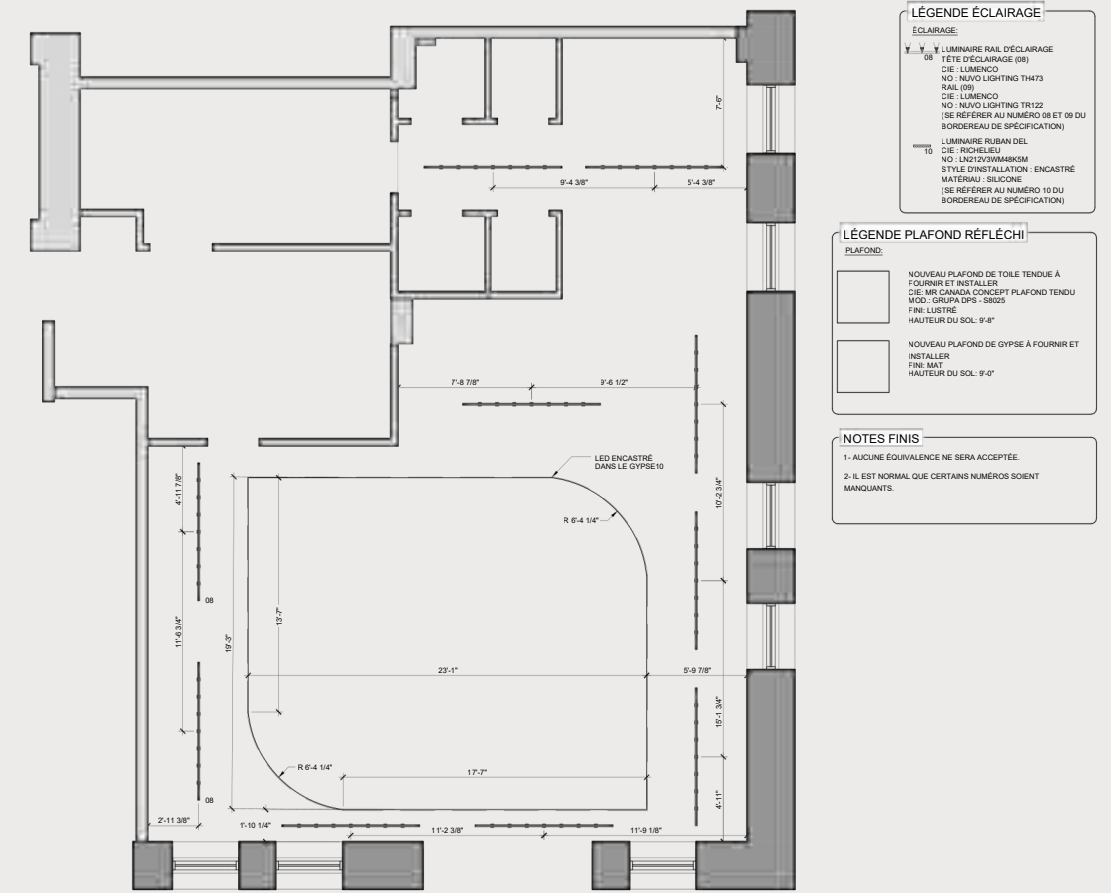 LÉGENDE ÉCLAIRAGE
ÉCLAIRAGE:
LUMINAIRE RAIL D'ÉCLAIRAGE
08
TÊTE D'ÉCLAIRAGE (08)
CIE : LUMENCO
NO : NUVO LIGHTING TH473
RAIL (09)
CIE : LUMENCO
NO : NUVO LIGHTING TR122
(SE RÉFÉRER AU NUMÉRO 08 ET 09 DU
BORDEREAU DE SPÉCIFICATION)
LUMINAIRE RUBAN DEL
10
CIE : RICHELIEU
NO : LN212V3WM48K5M
STYLE D'INSTALLATION : ENCASTRÉ
MATÉRIAU : SILICONE
(SE RÉFÉRER AU NUMÉRO 10 DU
BORDEREAU DE SPÉCIFICATION)
LÉGENDE PLAFOND RÉFLÉCHI
PLAFOND:
NOUVEAU PLAFOND DE TOILE TENDUE À
FOURNIR ET INSTALLER
CIE: MR CANADA CONCEPT PLAFOND TENDU
MOD.: GRUPA DPS - S8025
FINI: LUSTRÉ
HAUTEUR DU SOL: 9'-8"
NOUVEAU PLAFOND DE GYPSE À FOURNIR ET
INSTALLER
FINI: MAT
HAUTEUR DU SOL: 9'-0"
NOTES FINIS
1- AUCUNE ÉQUIVALENCE NE SERA ACCEPTÉE.
2- IL EST NORMAL QUE CERTAINS NUMÉROS SOIENT
MANQUANTS.
7'-6"
9'-4 3/8"
5'-4 3/8"
7'-8 7/8"
9'-6 1/2"
LED ENCASTRÉ
DANS LE GYPSE10
4'-11 7/8"
10'-2 3/4"
R 6'-4 1/4"
08
13'-7"
11'-6 3/4"
19'-3"
23'-1"
5'-9 7/8"
15'-1 3/4"
R 6'-4 1/4"
17'-7"
08
4'-11"
2'-11 3/8"
1'-10 1/4"
11'-2 3/8"
11'-9 1/8"